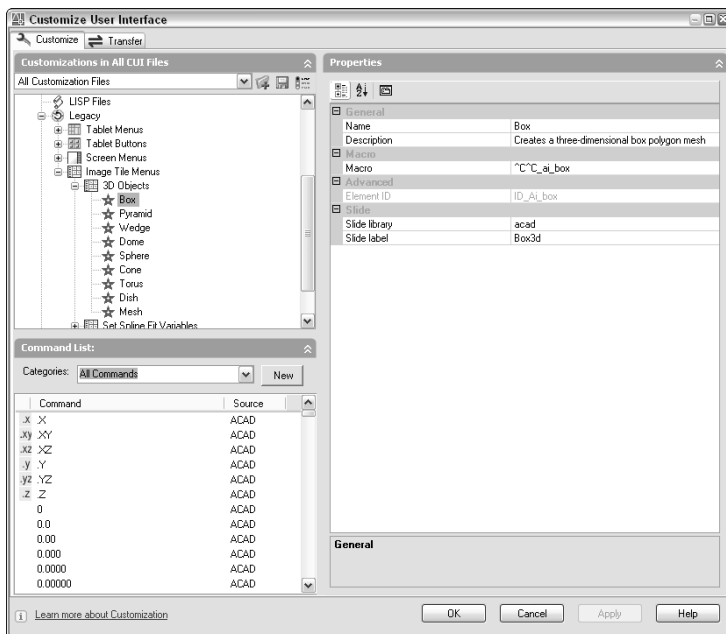 Customize User Interface
Customize Transfer
Customizations in All CUI Files
All Customization Files
LISP Files
Legacy
Tablet Menus
Tablet Buttons
Screen Menus
Image Tile Menus
3D Objects
Box
Pyramid
Wedge
Dome
Sphere
Cone
Torus
Dish
Mesh
Set Spline Fit Variables
Command List:
Categories: All Commands New
Command Source
.X .X ACAD
.XY .XY ACAD
.XZ .XZ ACAD
.Y .Y ACAD
.YZ .YZ ACAD
.Z .Z ACAD
0 ACAD
0.0 ACAD
0.00 ACAD
0.000 ACAD
0.0000 ACAD
0.00000 ACAD
Properties
General
Name Box
Description Creates a three-dimensional box polygon mesh
Macro
Macro ^C^C_ai_box
Advanced
Element ID ID_Ai_box
Slide
Slide library acad
Slide label Box3d
General
Learn more about Customization
OK Cancel Apply Help